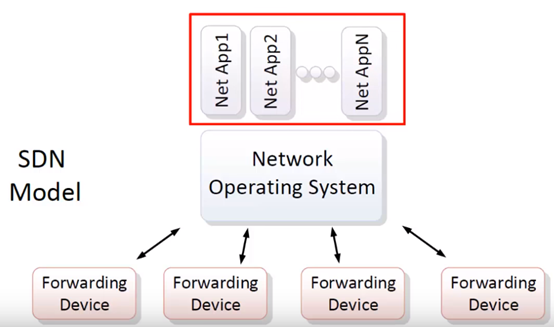 Net App1
Net App2
Net AppN
SDN
Model
Network
Operating System
Forwarding
Device
Forwarding
Device
Forwarding
Device
Forwarding
Device